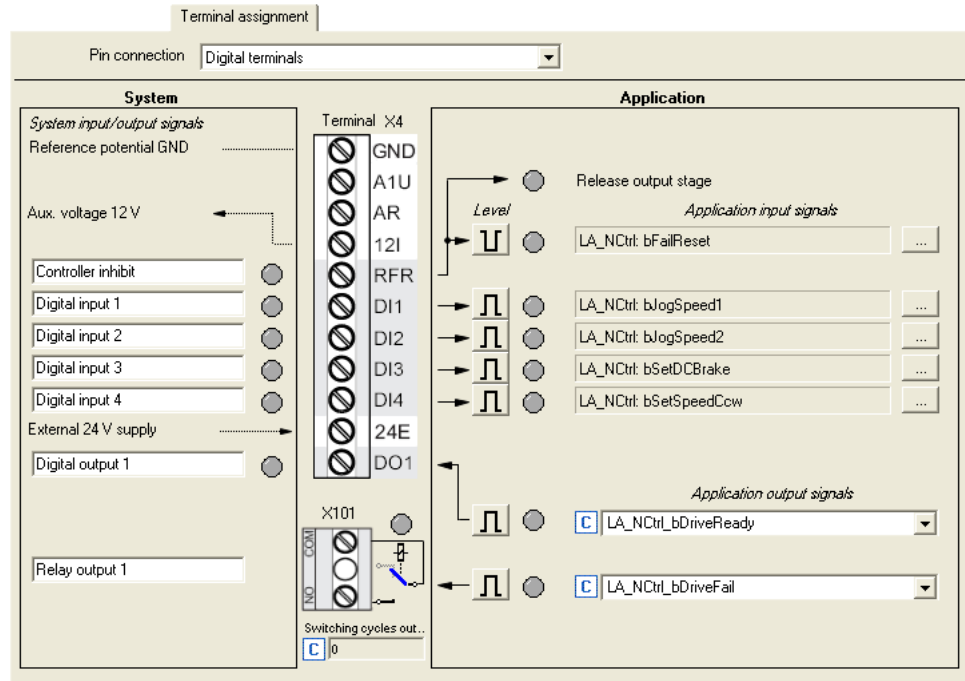 Terminal assignment
Pin connection Digital terminals
System
System input/output signals
Reference potential GND
Aux. voltage 12 V
Controller inhibit
Digital input 1
Digital input 2
Digital input 3
Digital input 4
External 24 V supply
Digital output 1
Relay output 1
Terminal X4
GND
A1U
AR
12I
RFR
DI1
DI2
DI3
DI4
24E
DO1
X101
COM
NO
Switching cycles out..
C 0
Application
Release output stage
Level
Application input signals
LA_NCtrl: bFailReset ...
LA_NCtrl: bJogSpeed1 ...
LA_NCtrl: bJogSpeed2 ...
LA_NCtrl: bSetDCBrake ...
LA_NCtrl: bSetSpeedCcw ...
Application output signals
C LA_NCtrl_bDriveReady
C LA_NCtrl_bDriveFail